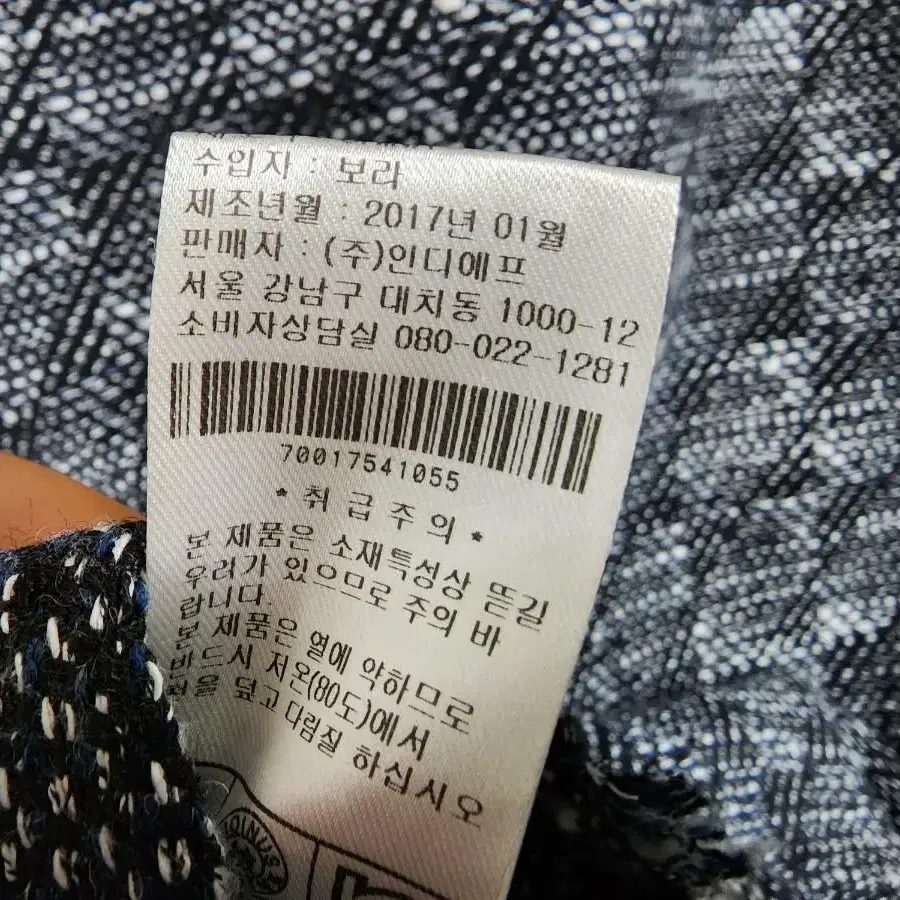 수입자 : 보라
제조년월 : 2017년 01월
판매자 : (주)인디에프
서울 강남구 대치동 1000-12
소비자상담실 080-022-1281
70017541055
* 취 급 주 의 *
본 제품은 소재특성상 뜯길
우려가 있으므로 주의 바
랍니다.
본 제품은 열에 약하므로
반드시 저온(80도)에서
천을 덮고 다림질 하십시오